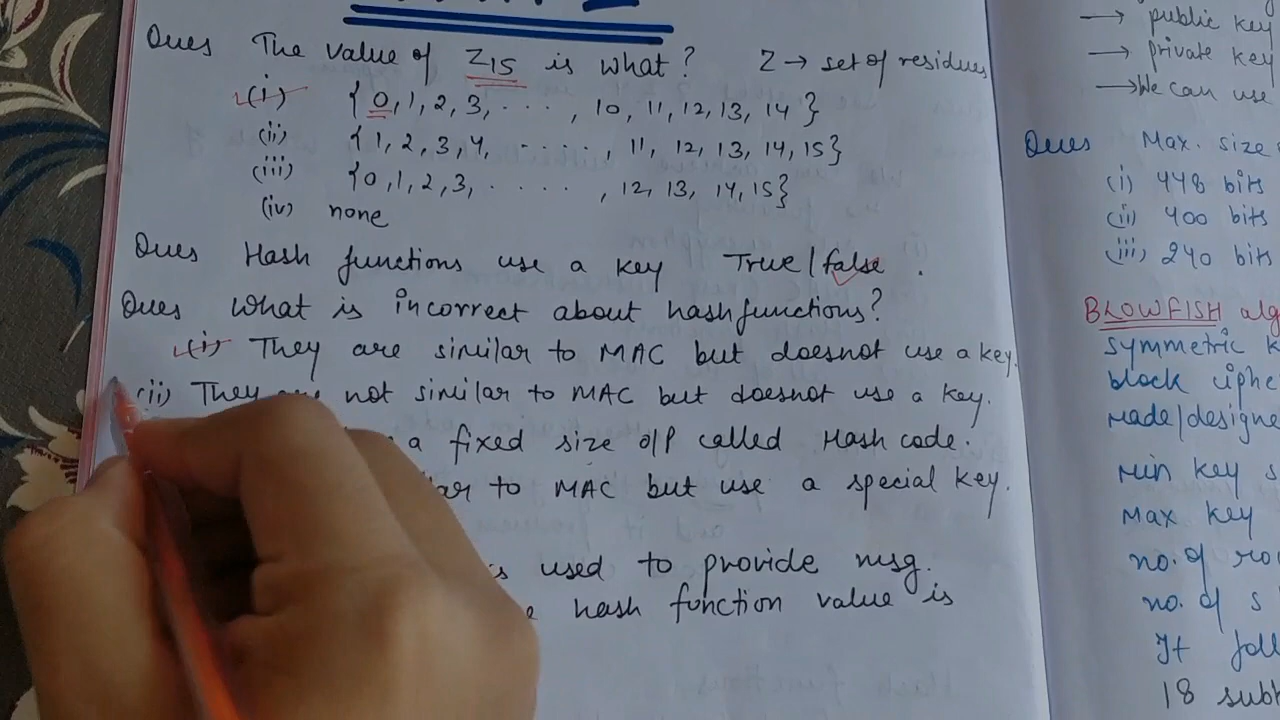 Ques The value of Z15 is what? Z → set of residues
(i) {0, 1, 2, 3, ...., 10, 11, 12, 13, 14}
(ii) {1, 2, 3, 4, ....., 11, 12, 13, 14, 15}
(iii) {0, 1, 2, 3, ....., 12, 13, 14, 15}
(iv) none
Ques Hash functions use a key True/false.
Ques What is incorrect about hashfunctions?
(i) They are similar to MAC but doesnot use a key.
(ii) They are not similar to MAC but doesnot use a key.
a fixed size o/P called Hash code.
to MAC but use a special key.
used to provide msg.
hash function value is
→ public key
→ private key
→ We can use
Ques Max. size
(i) 448 bits
(ii) 400 bits
(iii) 240 bits
BLOWFISH
symmetric
block
made/
Min key
Max key
no. of
no. of s
It
18